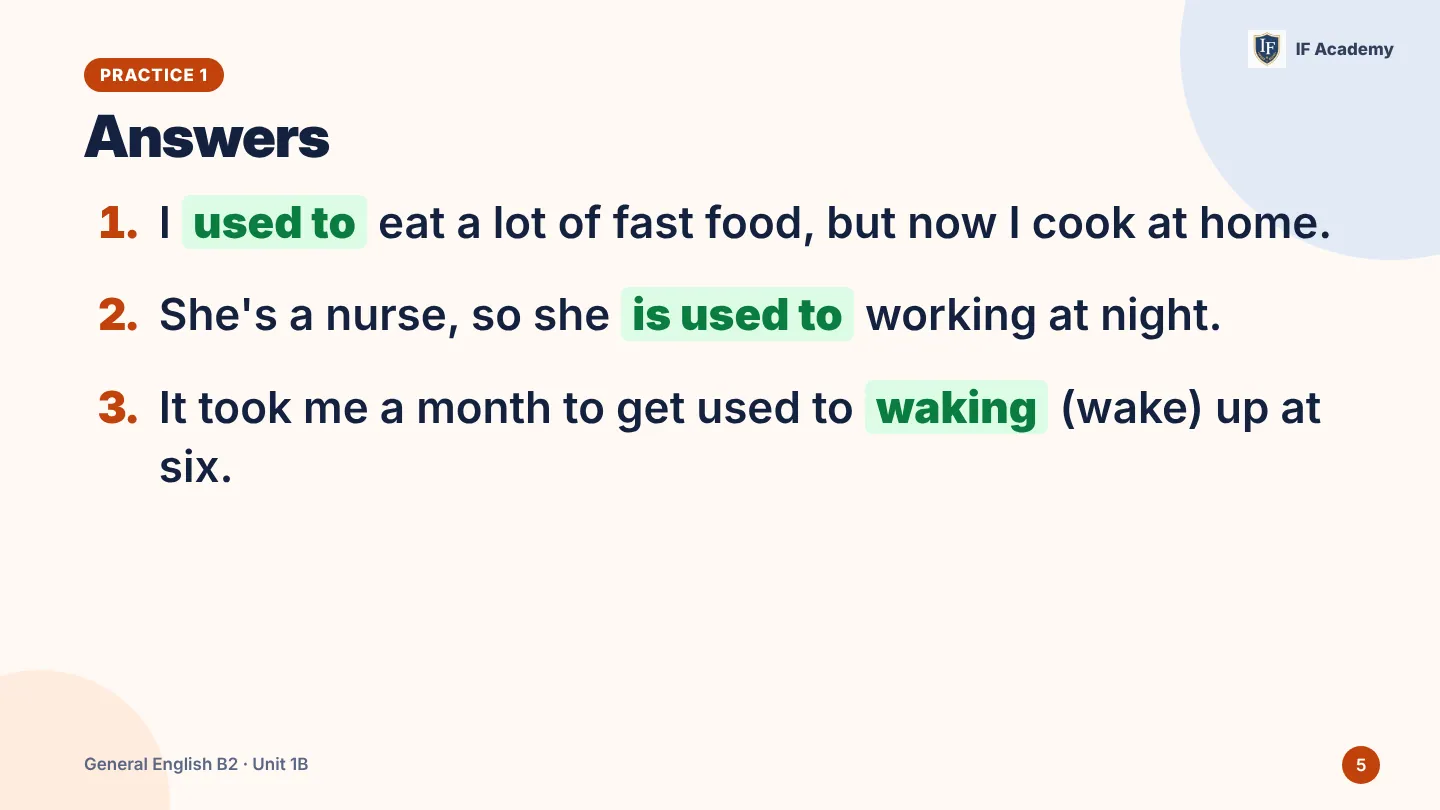 IF
IF Academy
PRACTICE 1
Answers
1. I used to eat a lot of fast food, but now I cook at home.
2. She's a nurse, so she is used to working at night.
3. It took me a month to get used to waking (wake) up at
six.
General English B2 · Unit 1B
5